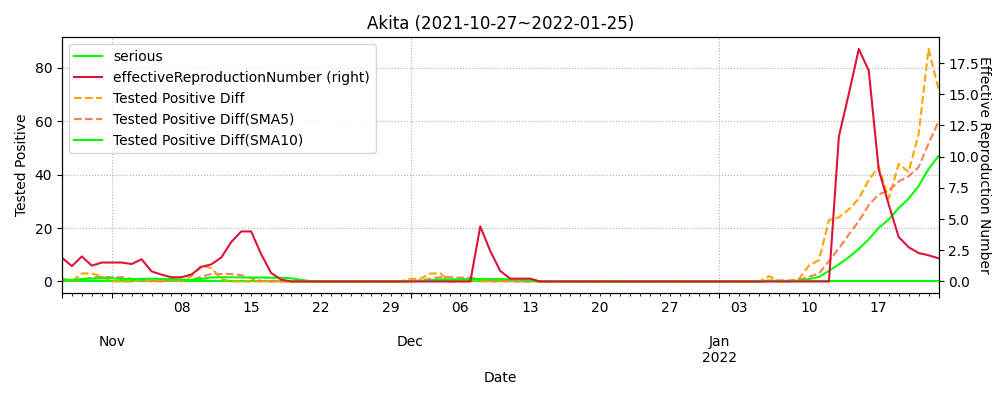 Akita (2021-10-27~2022-01-25)
serious
effectiveReproductionNumber (right)
Tested Positive Diff
Tested Positive Diff(SMA5)
Tested Positive Diff(SMA10)
Tested Positive
80
60
40
20
0
17.5
15.0
12.5
10.0
7.5
5.0
2.5
0.0
Effective Reproduction Number
08 15 22 29 06 13 20 27 03 10 17
Nov Dec Jan
2022
Date